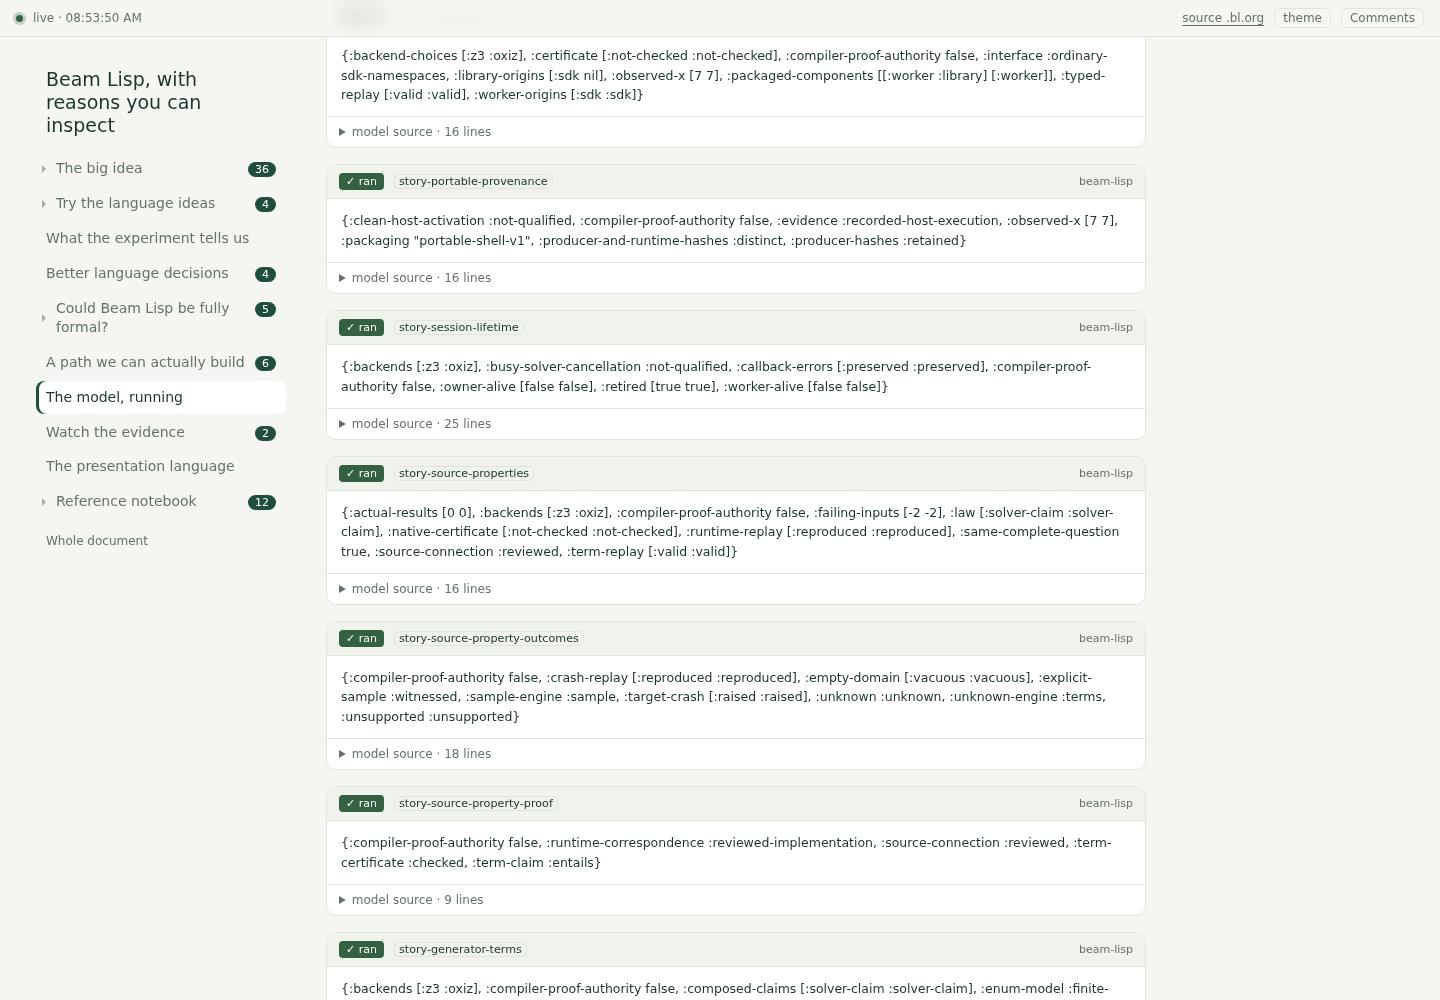 live · 08:53:50 AM
source .bl.org
theme
Comments
Beam Lisp, with
reasons you can
inspect
The big idea
36
Try the language ideas
4
What the experiment tells us
Better language decisions
4
Could Beam Lisp be fully
formal?
5
A path we can actually build
6
The model, running
Watch the evidence
2
The presentation language
Reference notebook
12
Whole document
{:backend-choices [:z3 :oxiz], :certificate [:not-checked :not-checked], :compiler-proof-authority false, :interface :ordinary-
sdk-namespaces, :library-origins [:sdk nil], :observed-x [7 7], :packaged-components [[:worker :library] [:worker]], :typed-
replay [:valid :valid], :worker-origins [:sdk :sdk]}
model source · 16 lines
✓ ran
story-portable-provenance
beam-lisp
{:clean-host-activation :not-qualified, :compiler-proof-authority false, :evidence :recorded-host-execution, :observed-x [7 7],
:packaging "portable-shell-v1", :producer-and-runtime-hashes :distinct, :producer-hashes :retained}
model source · 16 lines
✓ ran
story-session-lifetime
beam-lisp
{:backends [:z3 :oxiz], :busy-solver-cancellation :not-qualified, :callback-errors [:preserved :preserved], :compiler-proof-
authority false, :owner-alive [false false], :retired [true true], :worker-alive [false false]}
model source · 25 lines
✓ ran
story-source-properties
beam-lisp
{:actual-results [0 0], :backends [:z3 :oxiz], :compiler-proof-authority false, :failing-inputs [-2 -2], :law [:solver-claim :solver-
claim], :native-certificate [:not-checked :not-checked], :runtime-replay [:reproduced :reproduced], :same-complete-question
true, :source-connection :reviewed, :term-replay [:valid :valid]}
model source · 16 lines
✓ ran
story-source-property-outcomes
beam-lisp
{:compiler-proof-authority false, :crash-replay [:reproduced :reproduced], :empty-domain [:vacuous :vacuous], :explicit-
sample :witnessed, :sample-engine :sample, :target-crash [:raised :raised], :unknown :unknown, :unknown-engine :terms,
:unsupported :unsupported}
model source · 18 lines
✓ ran
story-source-property-proof
beam-lisp
{:compiler-proof-authority false, :runtime-correspondence :reviewed-implementation, :source-connection :reviewed, :term-
certificate :checked, :term-claim :entails}
model source · 9 lines
✓ ran
story-generator-terms
beam-lisp
{:backends [:z3 :oxiz], :compiler-proof-authority false, :composed-claims [:solver-claim :solver-claim], :enum-model :finite-